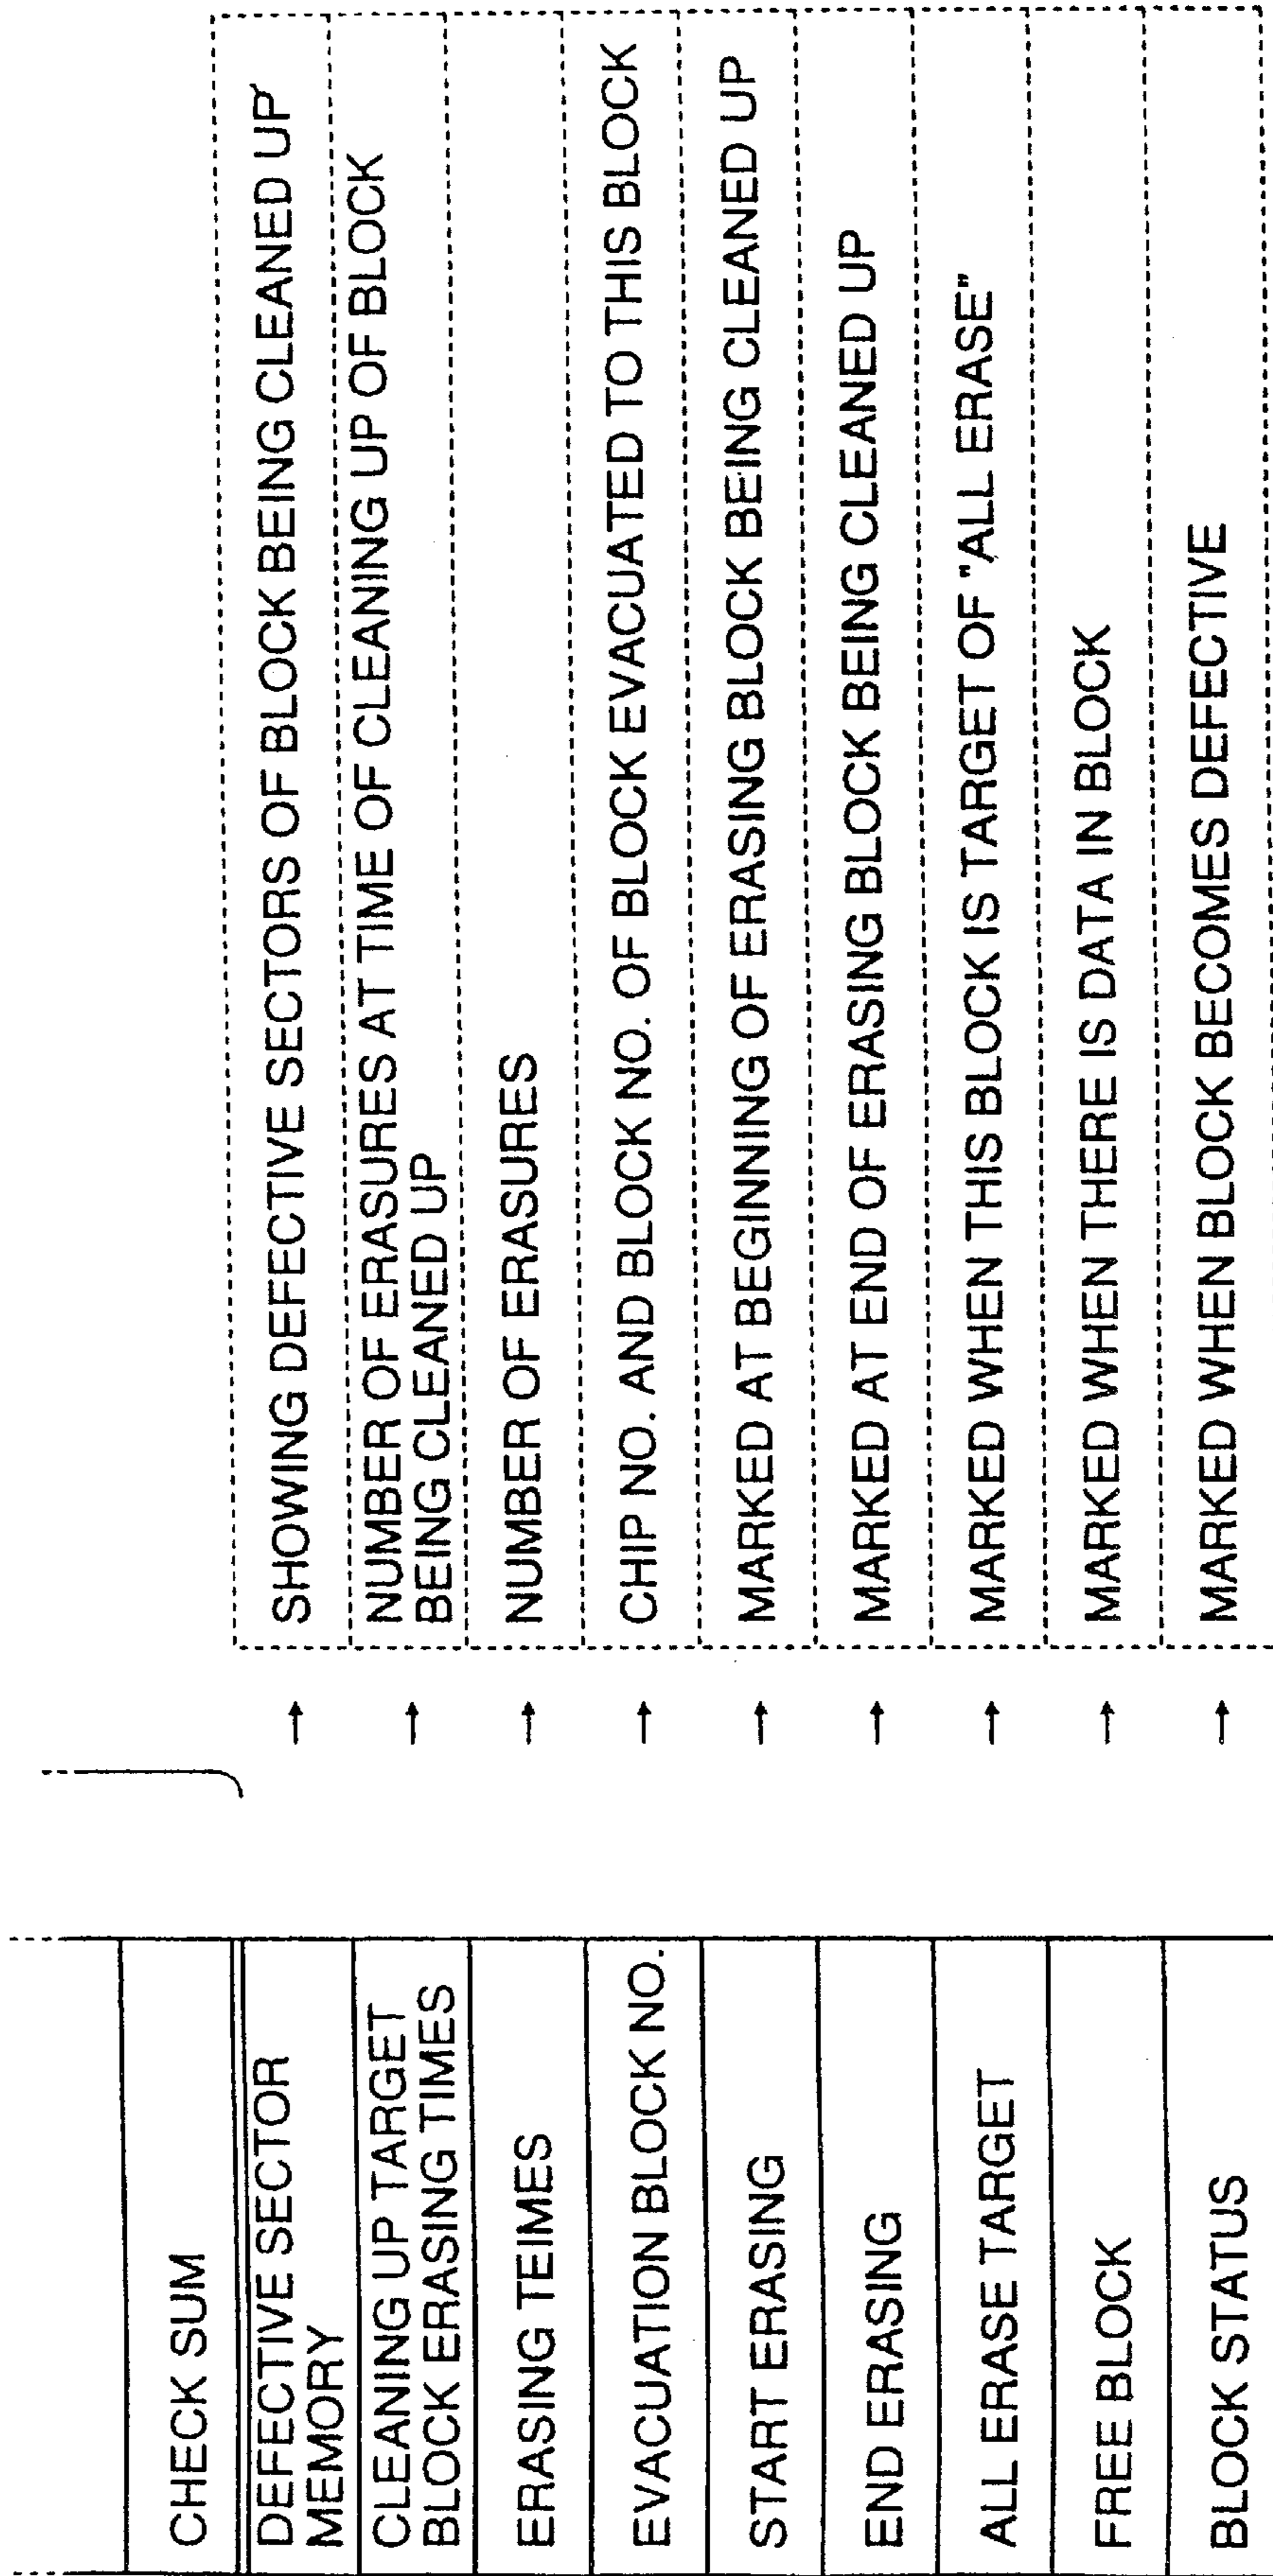 CHECK SUM
DEFECTIVE SECTOR
MEMORY
SHOWING DEFECTIVE SECTORS OF BLOCK BEING CLEANED UP
CLEANING UP TARGET
BLOCK ERASING TIMES
NUMBER OF ERASURES AT TIME OF CLEANING UP OF BLOCK
BEING CLEANED UP
ERASING TEIMES
NUMBER OF ERASURES
EVACUATION BLOCK NO.
CHIP NO. AND BLOCK NO. OF BLOCK EVACUATED TO THIS BLOCK
START ERASING
MARKED AT BEGINNING OF ERASING BLOCK BEING CLEANED UP
END ERASING
MARKED AT END OF ERASING BLOCK BEING CLEANED UP
ALL ERASE TARGET
MARKED WHEN THIS BLOCK IS TARGET OF "ALL ERASE"
FREE BLOCK
MARKED WHEN THERE IS DATA IN BLOCK
BLOCK STATUS
MARKED WHEN BLOCK BECOMES DEFECTIVE